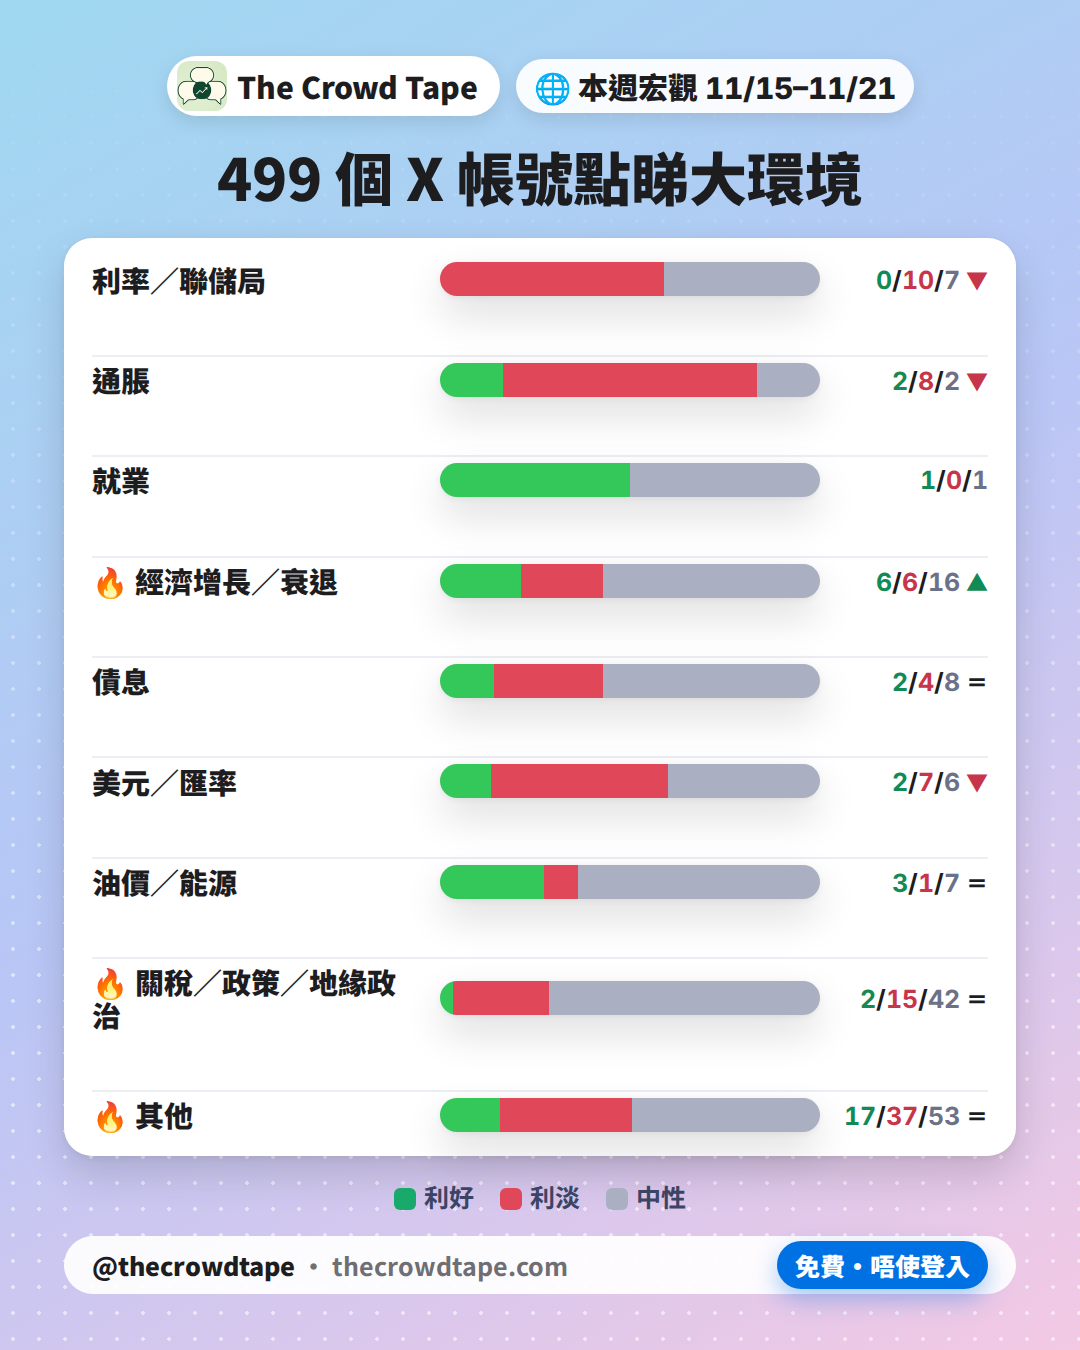 The Crowd Tape
🌐 本週宏觀 11/15–11/21
499 個 X 帳號點睇大環境
利率／聯儲局
0/10/7 ▼
通脹
2/8/2 ▼
就業
1/0/1
🔥 經濟增長／衰退
6/6/16 ▲
債息
2/4/8 =
美元／匯率
2/7/6 ▼
油價／能源
3/1/7 =
🔥 關稅／政策／地緣政
治
2/15/42 =
🔥 其他
17/37/53 =
利好 利淡 中性
@thecrowdtape • thecrowdtape.com
免費・唔使登入